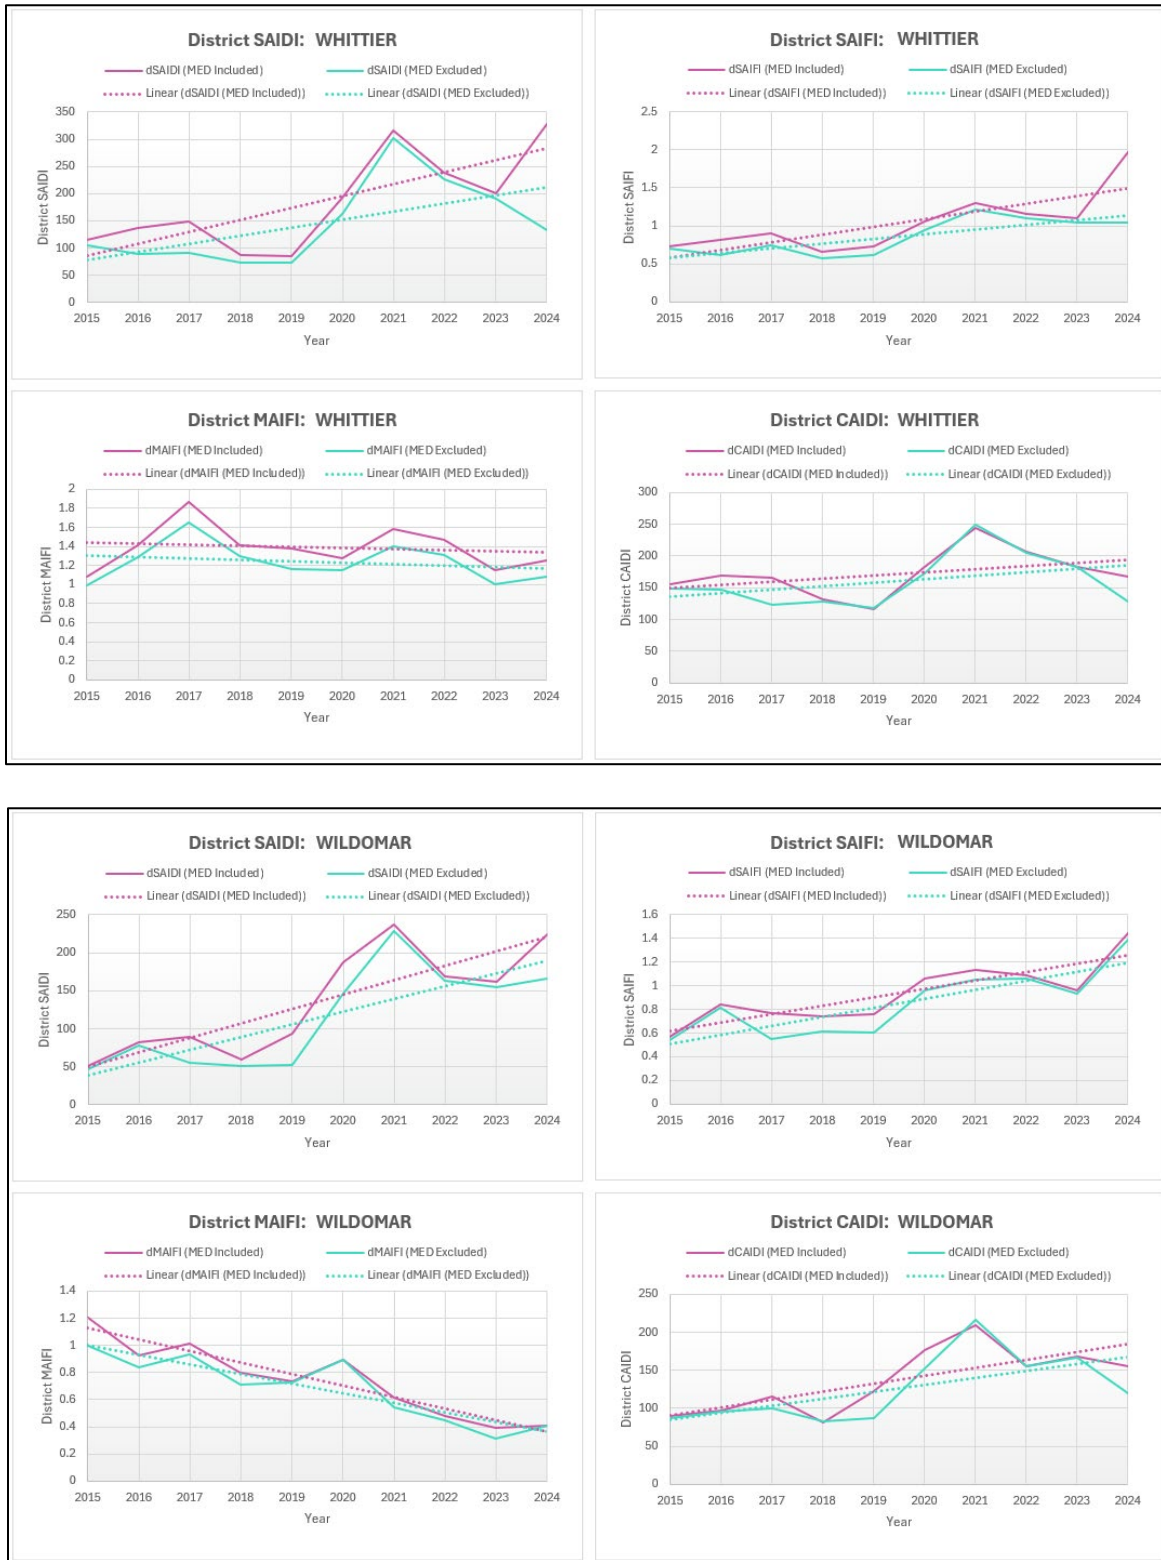 District SAIDI: WHITTIER
dSAIDI (MED Included)
dSAIDI (MED Excluded)
Linear (dSAIDI (MED Included))
Linear (dSAIDI (MED Excluded))
350
300
250
200
150
100
50
0
District SAIDI
2015 2016 2017 2018 2019 2020 2021 2022 2023 2024
Year
District SAIFI: WHITTIER
dSAIFI (MED Included)
dSAIFI (MED Excluded)
Linear (dSAIFI (MED Included))
Linear (dSAIFI (MED Excluded))
2.5
2
1.5
1
0.5
0
District SAIFI
2015 2016 2017 2018 2019 2020 2021 2022 2023 2024
Year
District MAIFI: WHITTIER
dMAIFI (MED Included)
dMAIFI (MED Excluded)
Linear (dMAIFI (MED Included))
Linear (dMAIFI (MED Excluded))
2
1.8
1.6
1.4
1.2
1
0.8
0.6
0.4
0.2
0
District MAIFI
2015 2016 2017 2018 2019 2020 2021 2022 2023 2024
Year
District CAIDI: WHITTIER
dCAIDI (MED Included)
dCAIDI (MED Excluded)
Linear (dCAIDI (MED Included))
Linear (dCAIDI (MED Excluded))
300
250
200
150
100
50
0
District CAIDI
2015 2016 2017 2018 2019 2020 2021 2022 2023 2024
Year
District SAIDI: WILDOMAR
dSAIDI (MED Included)
dSAIDI (MED Excluded)
Linear (dSAIDI (MED Included))
Linear (dSAIDI (MED Excluded))
250
200
150
100
50
0
District SAIDI
2015 2016 2017 2018 2019 2020 2021 2022 2023 2024
Year
District SAIFI: WILDOMAR
dSAIFI (MED Included)
dSAIFI (MED Excluded)
Linear (dSAIFI (MED Included))
Linear (dSAIFI (MED Excluded))
1.6
1.4
1.2
1
0.8
0.6
0.4
0.2
0
District SAIFI
2015 2016 2017 2018 2019 2020 2021 2022 2023 2024
Year
District MAIFI: WILDOMAR
dMAIFI (MED Included)
dMAIFI (MED Excluded)
Linear (dMAIFI (MED Included))
Linear (dMAIFI (MED Excluded))
1.4
1.2
1
0.8
0.6
0.4
0.2
0
District MAIFI
2015 2016 2017 2018 2019 2020 2021 2022 2023 2024
Year
District CAIDI: WILDOMAR
dCAIDI (MED Included)
dCAIDI (MED Excluded)
Linear (dCAIDI (MED Included))
Linear (dCAIDI (MED Excluded))
250
200
150
100
50
0
District CAIDI
2015 2016 2017 2018 2019 2020 2021 2022 2023 2024
Year